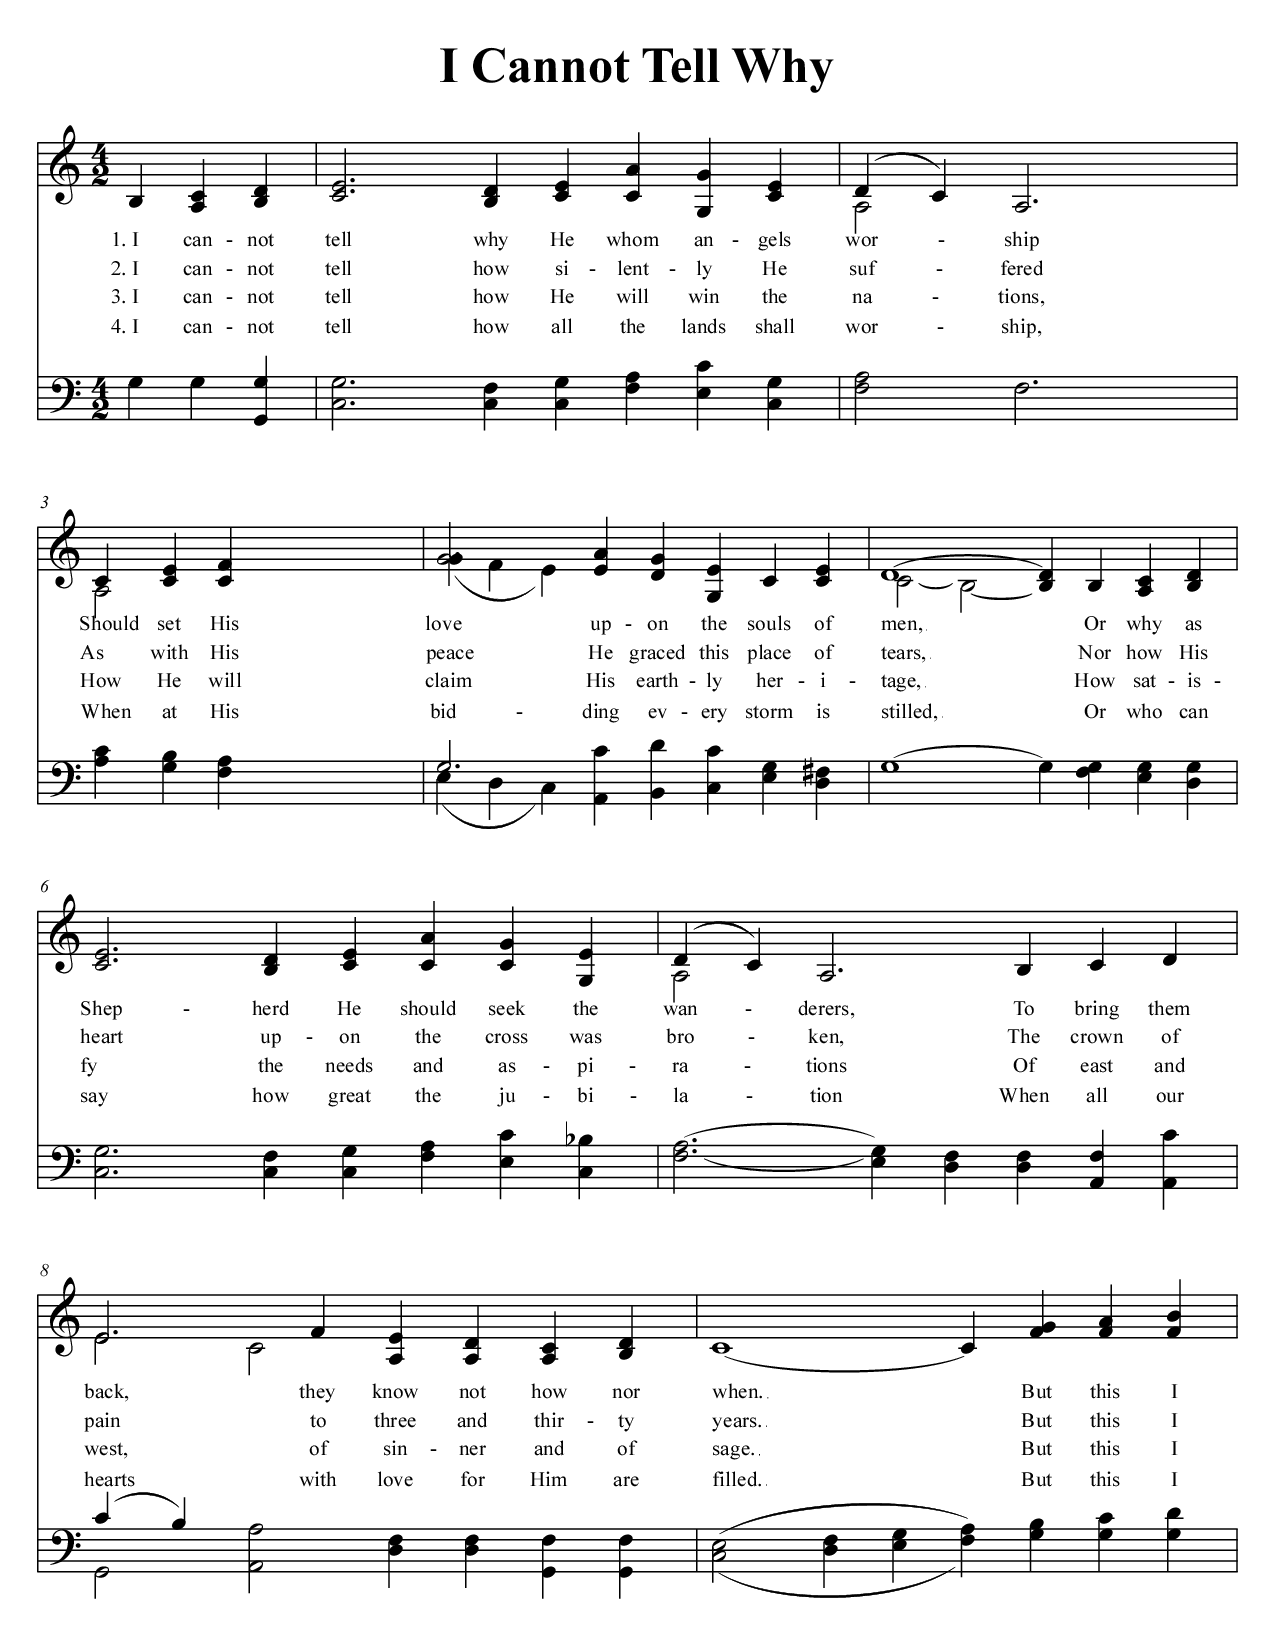 I Cannot Tell Why
1. I can - not tell why He whom an - gels wor - ship
2. I can - not tell how si - lent - ly He suf - fered
3. I can - not tell how He will win the na - tions,
4. I can - not tell how all the lands shall wor - ship,
3
Should set His love up - on the souls of men, Or why as
As with His peace He graced this place of tears, Nor how His
How He will claim His earth - ly her - i - tage, How sat - is -
When at His bid - ding ev - ery storm is stilled, Or who can
6
Shep - herd He should seek the wan - derers, To bring them
heart up - on the cross was bro - ken, The crown of
fy the needs and as - pi - ra - tions Of east and
say how great the ju - bi - la - tion When all our
8
back, they know not how nor when. But this I
pain to three and thir - ty years. But this I
west, of sin - ner and of sage. But this I
hearts with love for Him are filled. But this I